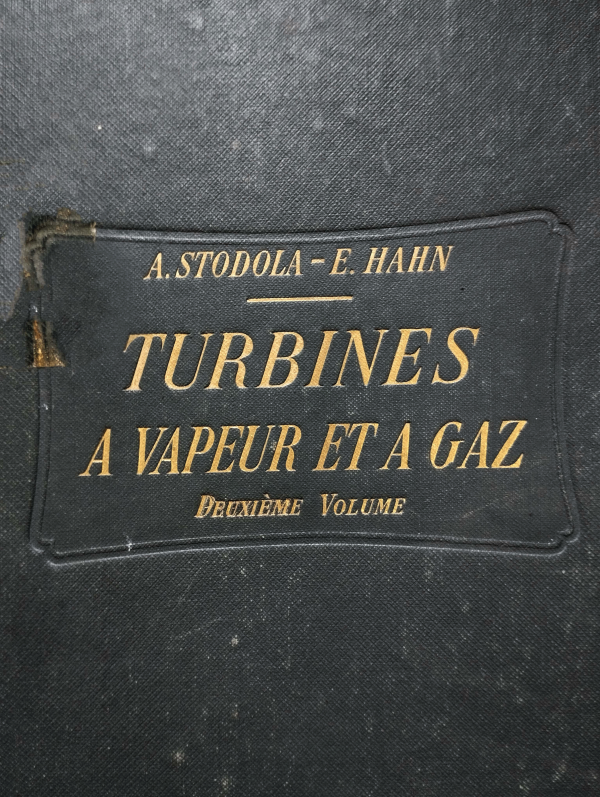 A. STODOLA - E. HAHN
TURBINES
A VAPEUR ET A GAZ
DEUXIÈME VOLUME